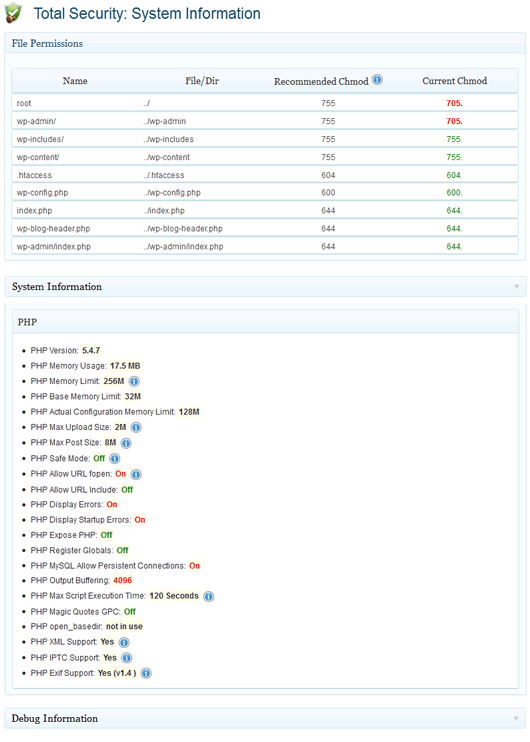 Total Security: System Information
File Permissions
Name File/Dir Recommended Chmod Current Chmod
root ../ 755 705.
wp-admin/ ../wp-admin 755 705.
wp-includes/ ../wp-includes 755 755.
wp-content/ ../wp-content 755 755.
.htaccess ../.htaccess 604 604.
wp-config.php ../wp-config.php 600 600.
index.php ../index.php 644 644.
wp-blog-header.php ../wp-blog-header.php 644 644.
wp-admin/index.php ../wp-admin/index.php 644 644.
System Information
PHP
PHP Version: 5.4.7
PHP Memory Usage: 17.5 MB
PHP Memory Limit: 256M
PHP Base Memory Limit: 32M
PHP Actual Configuration Memory Limit: 128M
PHP Max Upload Size: 2M
PHP Max Post Size: 8M
PHP Safe Mode: Off
PHP Allow URL fopen: On
PHP Allow URL Include: Off
PHP Display Errors: On
PHP Display Startup Errors: On
PHP Expose PHP: Off
PHP Register Globals: Off
PHP MySQL Allow Persistent Connections: On
PHP Output Buffering: 4096
PHP Max Script Execution Time: 120 Seconds
PHP Magic Quotes GPC: Off
PHP open_basedir: not in use
PHP XML Support: Yes
PHP IPTC Support: Yes
PHP Exif Support: Yes (v1.4 )
Debug Information